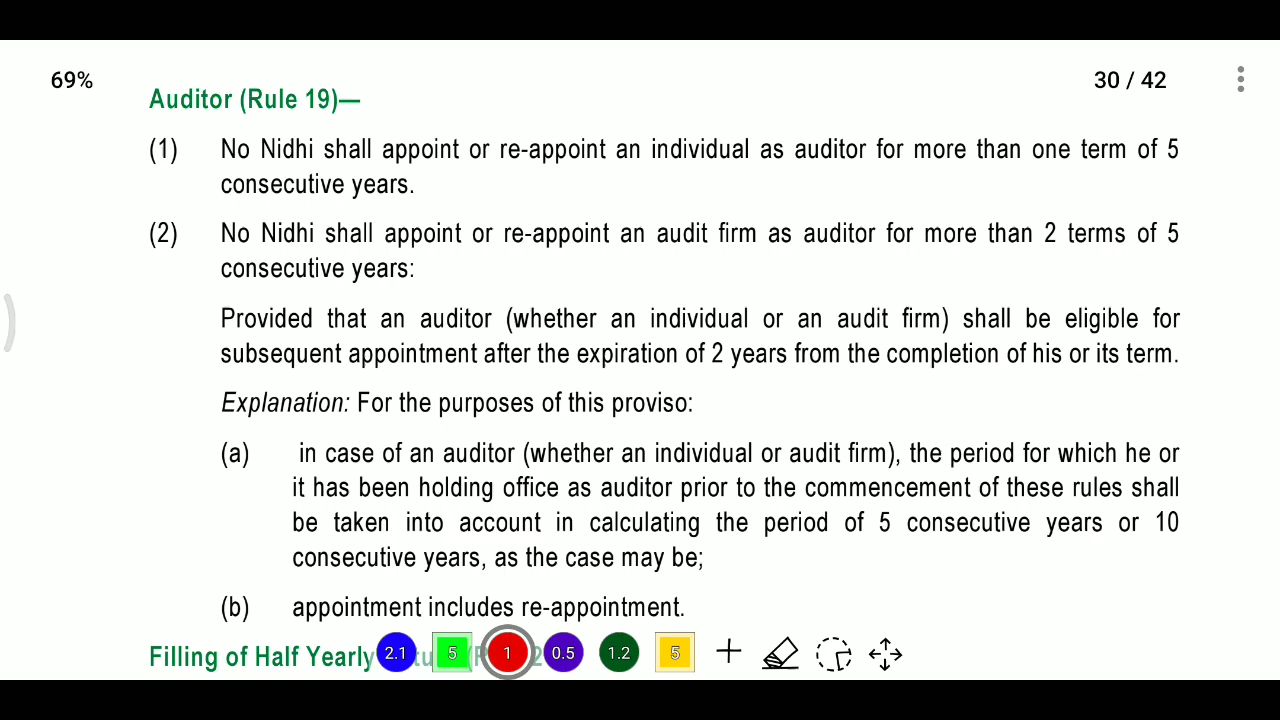 69%
30 / 42
Auditor (Rule 19)—
(1) No Nidhi shall appoint or re-appoint an individual as auditor for more than one term of 5
consecutive years.
(2) No Nidhi shall appoint or re-appoint an audit firm as auditor for more than 2 terms of 5
consecutive years:
Provided that an auditor (whether an individual or an audit firm) shall be eligible for
subsequent appointment after the expiration of 2 years from the completion of his or its term.
Explanation: For the purposes of this proviso:
(a) in case of an auditor (whether an individual or audit firm), the period for which he or
it has been holding office as auditor prior to the commencement of these rules shall
be taken into account in calculating the period of 5 consecutive years or 10
consecutive years, as the case may be;
(b) appointment includes re-appointment.
Filling of Half Yearly
2.1 5 1 0.5 1.2 5